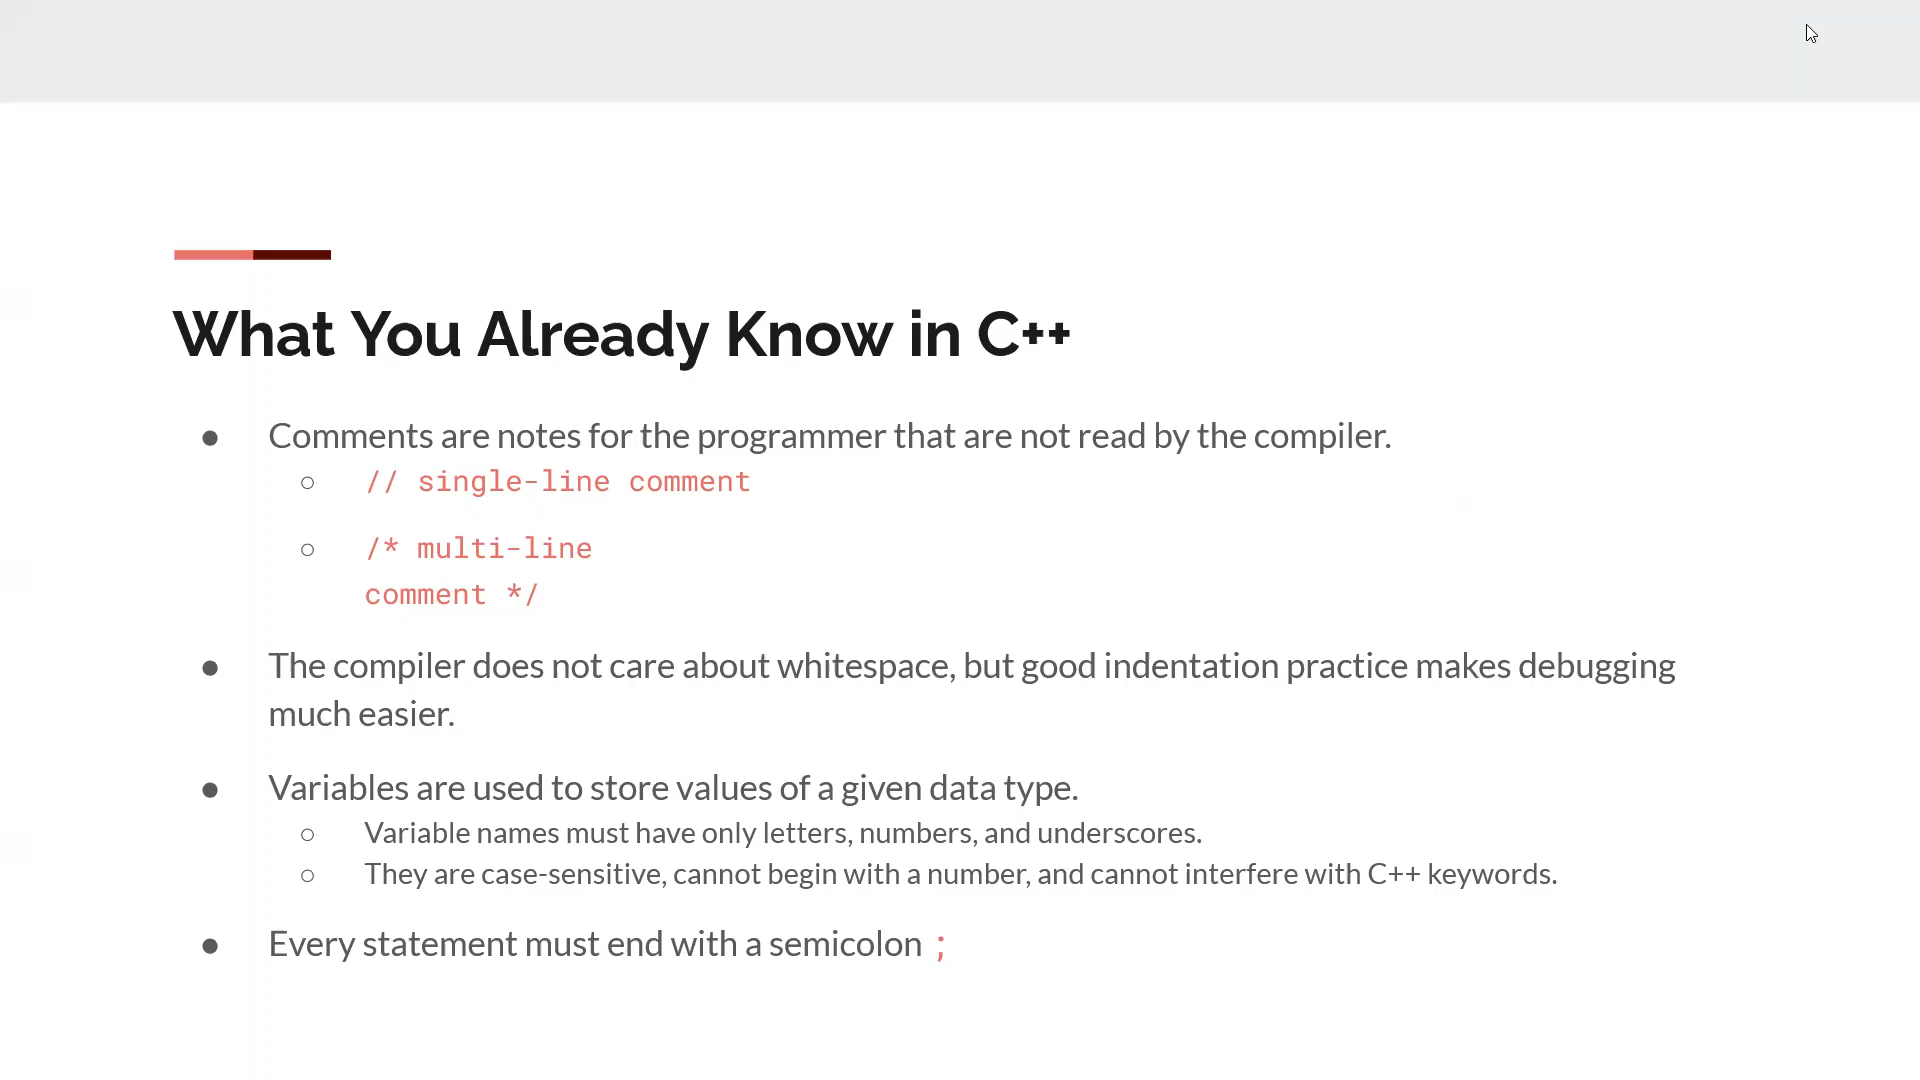 What You Already Know in C++
● Comments are notes for the programmer that are not read by the compiler.
○ // single-line comment
○ /* multi-line
comment */
● The compiler does not care about whitespace, but good indentation practice makes debugging
much easier.
● Variables are used to store values of a given data type.
○ Variable names must have only letters, numbers, and underscores.
○ They are case-sensitive, cannot begin with a number, and cannot interfere with C++ keywords.
● Every statement must end with a semicolon ;